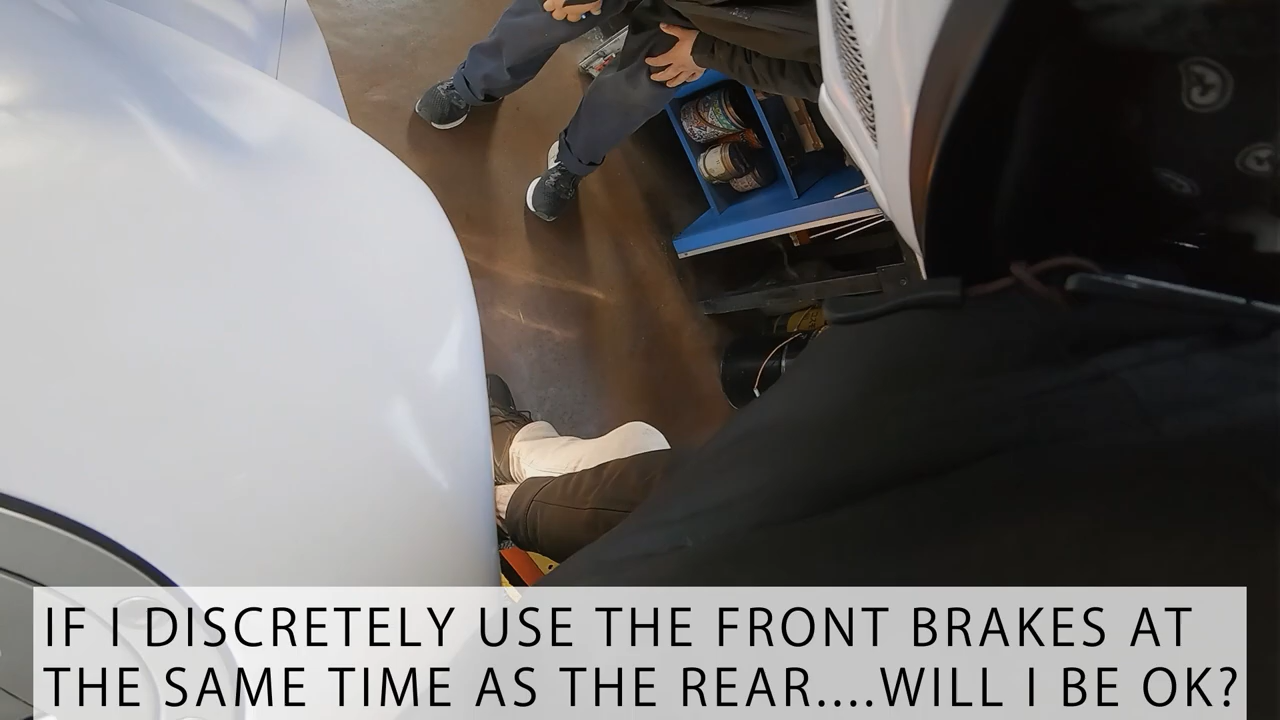 IF I DISCRETELY USE THE FRONT BRAKES AT
THE SAME TIME AS THE REAR....WILL I BE OK?